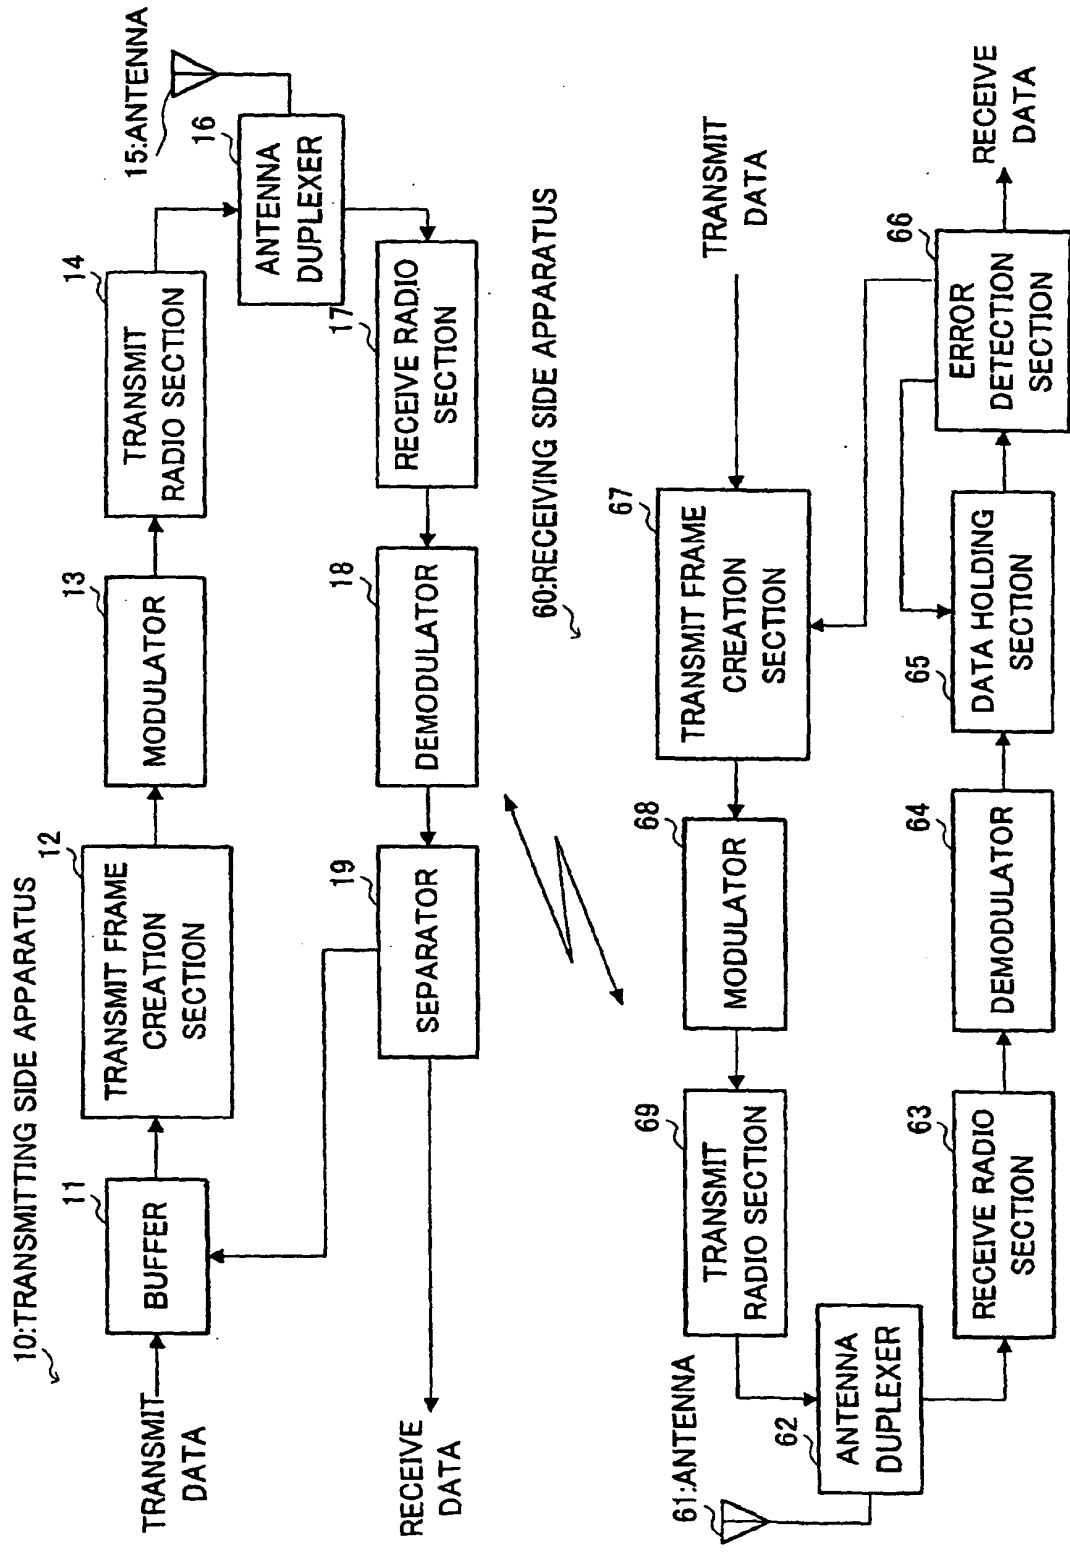 10:TRANSMITTING SIDE APPARATUS
TRANSMIT
DATA
11
BUFFER
12
TRANSMIT FRAME
CREATION
SECTION
13
MODULATOR
14
TRANSMIT
RADIO SECTION
15:ANTENNA
16
ANTENNA
DUPLEXER
17
RECEIVE RADIO
SECTION
18
DEMODULATOR
19
SEPARATOR
RECEIVE
DATA
60:RECEIVING SIDE APPARATUS
61:ANTENNA
62
ANTENNA
DUPLEXER
69
TRANSMIT
RADIO SECTION
68
MODULATOR
67
TRANSMIT FRAME
CREATION
SECTION
TRANSMIT
DATA
63
RECEIVE RADIO
SECTION
64
DEMODULATOR
65
DATA HOLDING
SECTION
66
ERROR
DETECTION
SECTION
RECEIVE
DATA